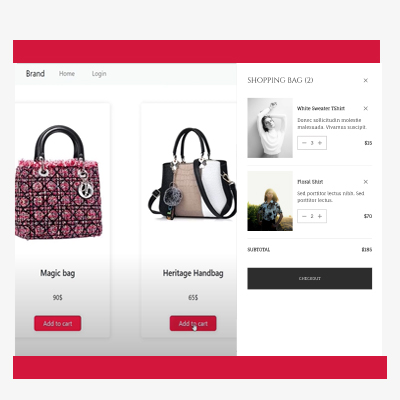 Brand Home Login
Magic bag
90$
Add to cart
Heritage Handbag
65$
Add to cart
SHOPPING BAG (2)
White Sweater TShirt
Donec sollicitudin molestie
malesuada. Vivamus suscipit
− 3 +
Floral Shirt
Sed porttitor lectus nibh. Sed
porttitor lectus.
− 2 +
$70
SUBTOTAL
CHECKOUT